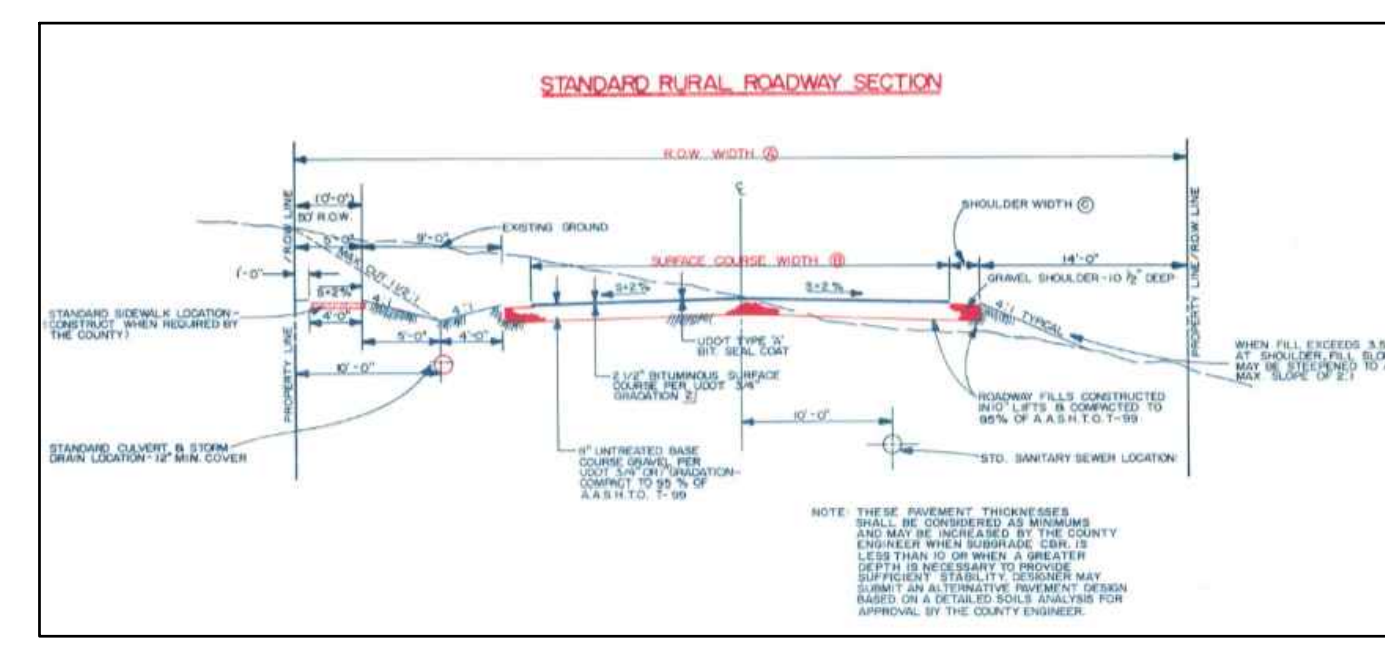 STANDARD RURAL ROADWAY SECTION
R.O.W. WIDTH Ⓐ
PROPERTY LINE /ROW LINE
(0'-0")
50' R.O.W.
5'-0"
9'-0"
EXISTING GROUND
1'-0"
MAX. CUT 1 1/2:1
S=2%
4:1
4:1
4'-0"
5'-0"
4'-0"
10'-0"
STANDARD SIDEWALK LOCATION-
(CONSTRUCT WHEN REQUIRED BY
THE COUNTY)
PROPERTY LINE
STANDARD CULVERT & STORM
DRAIN LOCATION-12" MIN. COVER
℄
SURFACE COURSE WIDTH Ⓑ
S=2%
S=2%
SHOULDER WIDTH Ⓒ
14'-0"
GRAVEL SHOULDER-10 1/2" DEEP
4:1 TYPICAL
PROPERTY LINE/ROW LINE
UDOT TYPE 'A'
BIT. SEAL COAT
2 1/2" BITUMINOUS SURFACE
COURSE PER UDOT 3/4"
GRADATION
UNTREATED BASE
COURSE GRAVEL PER
UDOT 3/4" OR 1" GRADATION-
COMPACT TO 95 % OF
A.A.S.H.T.O. T-99
10'-0"
ROADWAY FILLS CONSTRUCTED
IN 10" LIFTS & COMPACTED TO
95% OF A.A.S.H.T.O. T-99
STD. SANITARY SEWER LOCATION
WHEN FILL EXCEEDS 3.5
AT SHOULDER, FILL SLO
MAY BE STEEPENED TO A
MAX. SLOPE OF 2:1
NOTE: THESE PAVEMENT THICKNESSES
SHALL BE CONSIDERED AS MINIMUMS
AND MAY BE INCREASED BY THE COUNTY
ENGINEER WHEN SUBGRADE CBR. IS
LESS THAN 10 OR WHEN A GREATER
DEPTH IS NECESSARY TO PROVIDE
SUFFICIENT STABILITY. DESIGNER MAY
SUBMIT AN ALTERNATIVE PAVEMENT DESIGN
BASED ON A DETAILED SOILS ANALYSIS FOR
APPROVAL BY THE COUNTY ENGINEER.